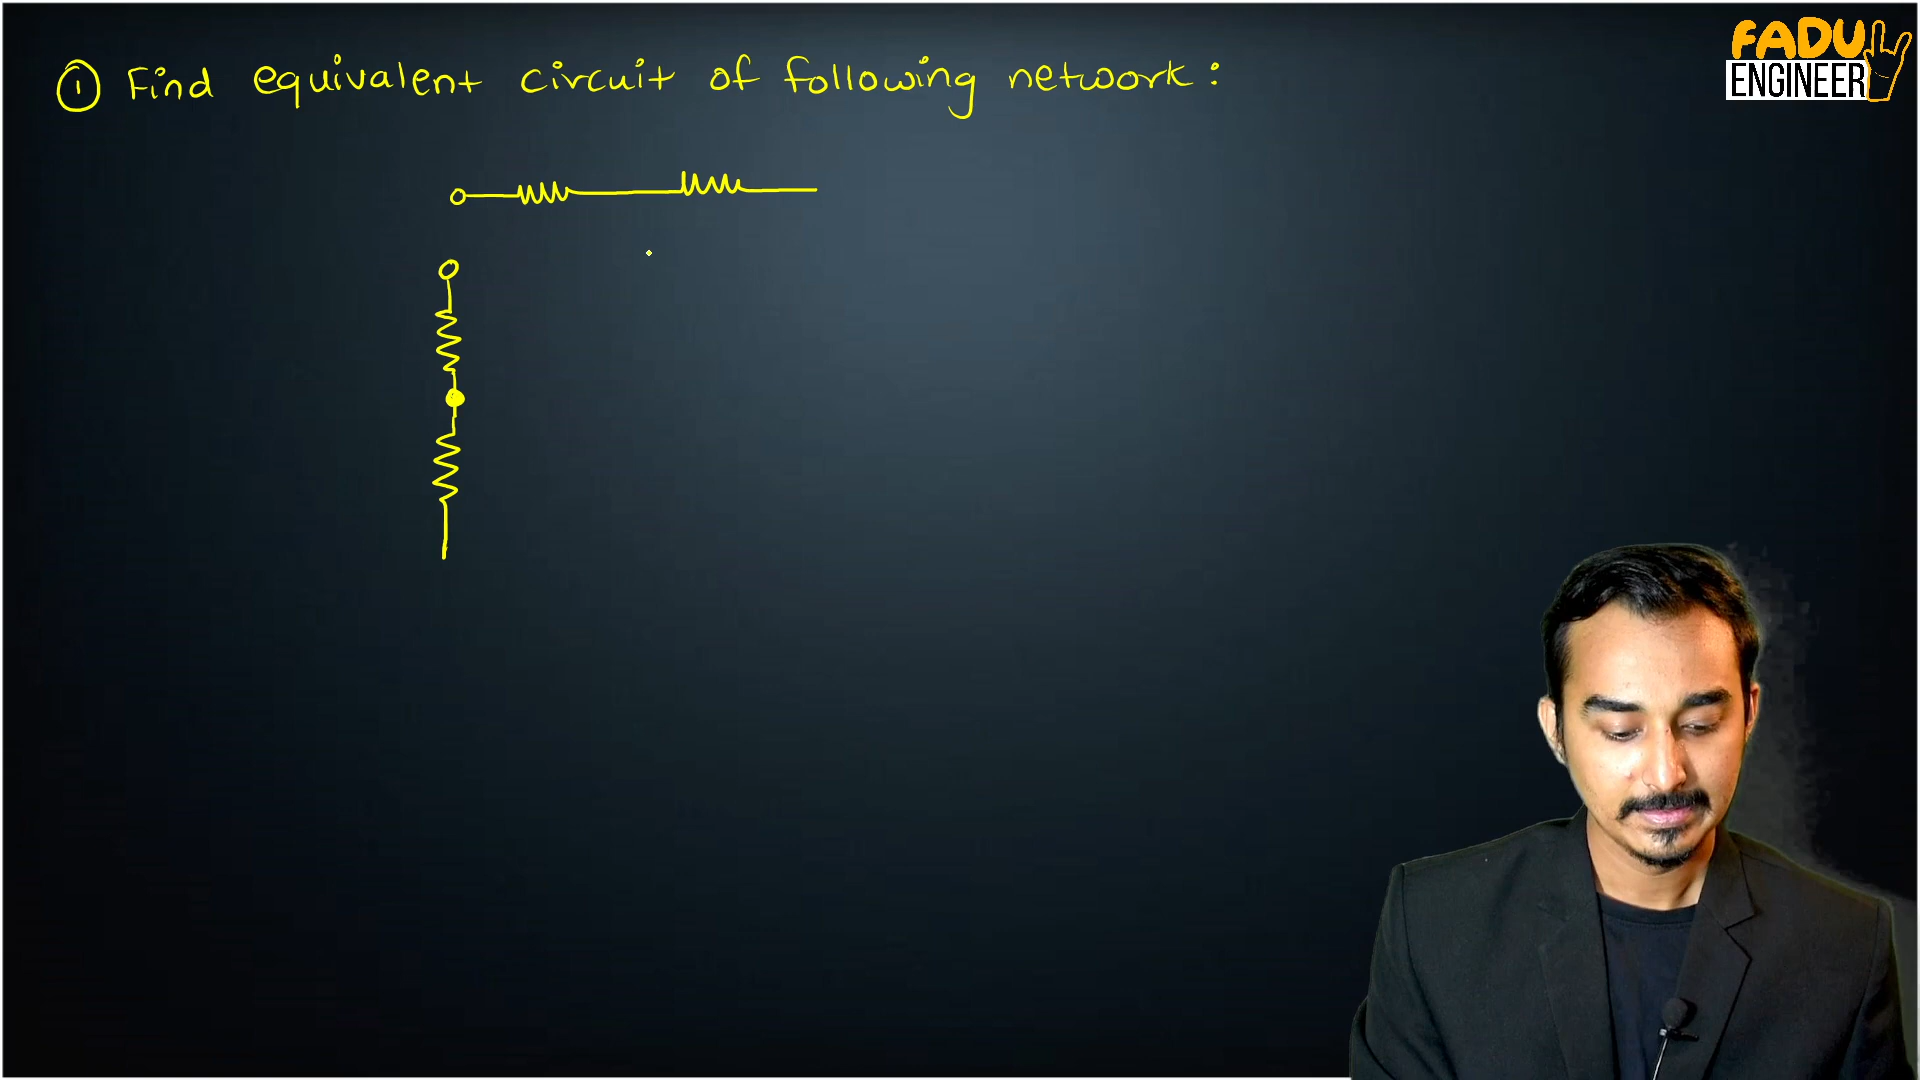 ① Find equivalent circuit of following network:
FADU
ENGINEER